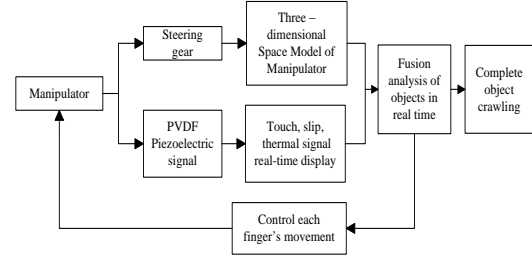 Manipulator
Steering
gear
Three –
dimensional
Space Model of
Manipulator
PVDF
Piezoelectric
signal
Touch, slip,
thermal signal
real-time display
Fusion
analysis of
objects in
real time
Complete
object
crawling
Control each
finger's movement